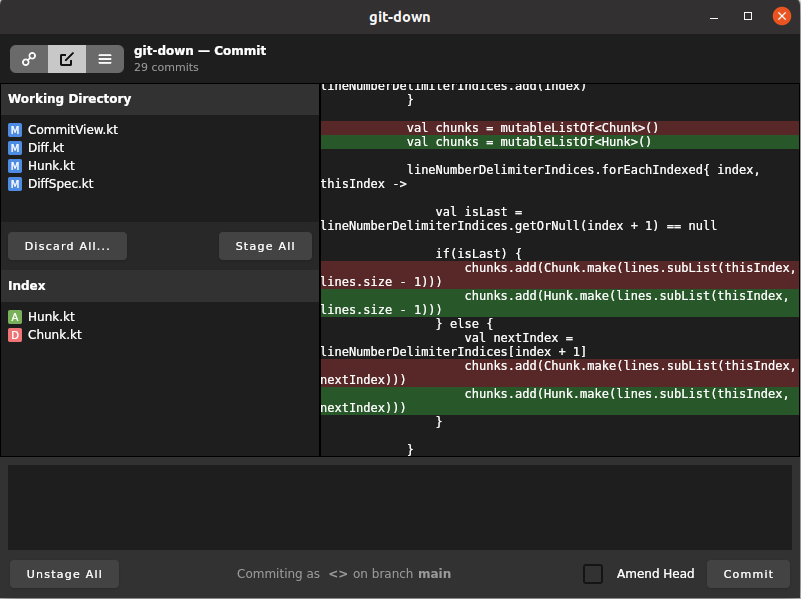 git-down
git-down — Commit
29 commits
Working Directory
M CommitView.kt
M Diff.kt
M Hunk.kt
M DiffSpec.kt
Discard All...
Stage All
Index
A Hunk.kt
D Chunk.kt
lineNumberDelimiterIndices.add(index)
}
val chunks = mutableListOf<Chunk>()
val chunks = mutableListOf<Hunk>()
lineNumberDelimiterIndices.forEachIndexed{ index,
thisIndex ->
val isLast =
lineNumberDelimiterIndices.getOrNull(index + 1) == null
if(isLast) {
chunks.add(Chunk.make(lines.subList(thisIndex,
lines.size - 1)))
chunks.add(Hunk.make(lines.subList(thisIndex,
lines.size - 1)))
} else {
val nextIndex =
lineNumberDelimiterIndices[index + 1]
chunks.add(Chunk.make(lines.subList(thisIndex,
nextIndex)))
chunks.add(Hunk.make(lines.subList(thisIndex,
nextIndex)))
}
}
Unstage All
Commiting as <> on branch main
Amend Head
Commit